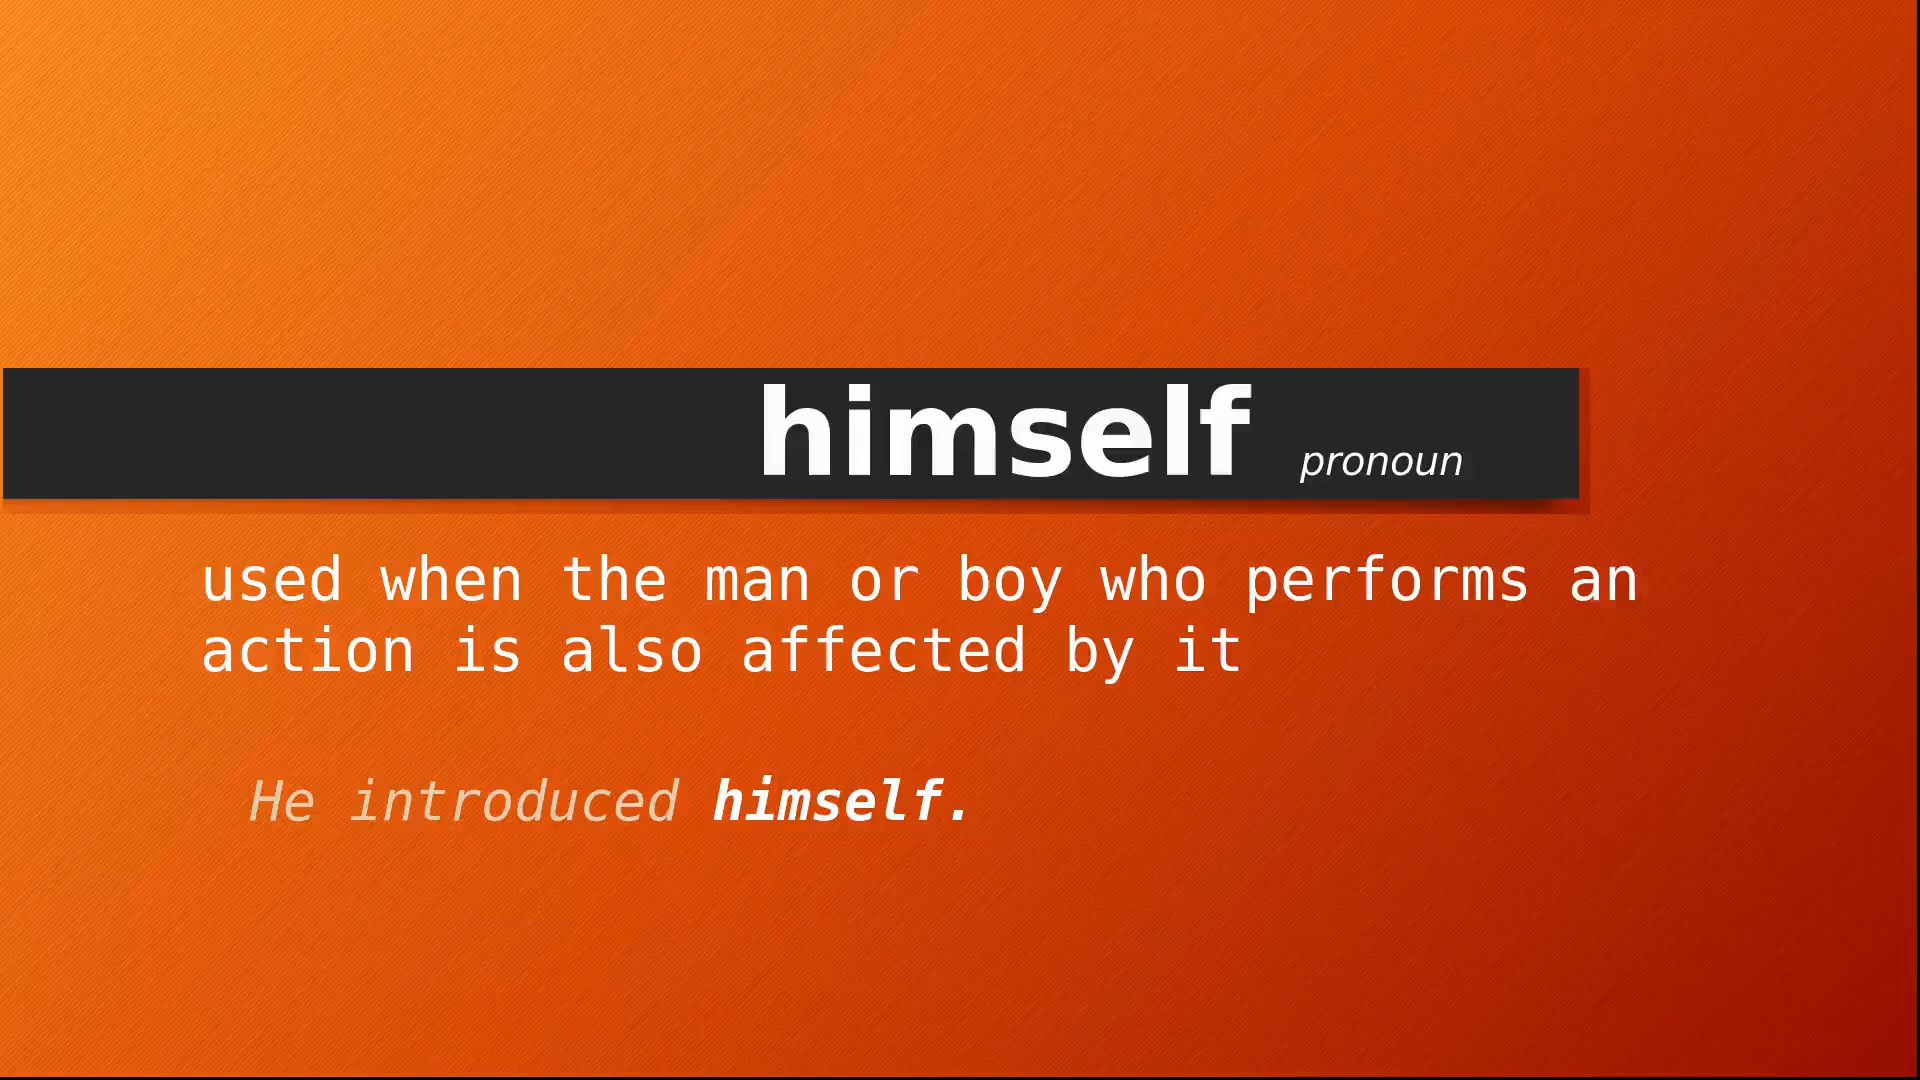 himself pronoun
used when the man or boy who performs an
action is also affected by it
He introduced himself.